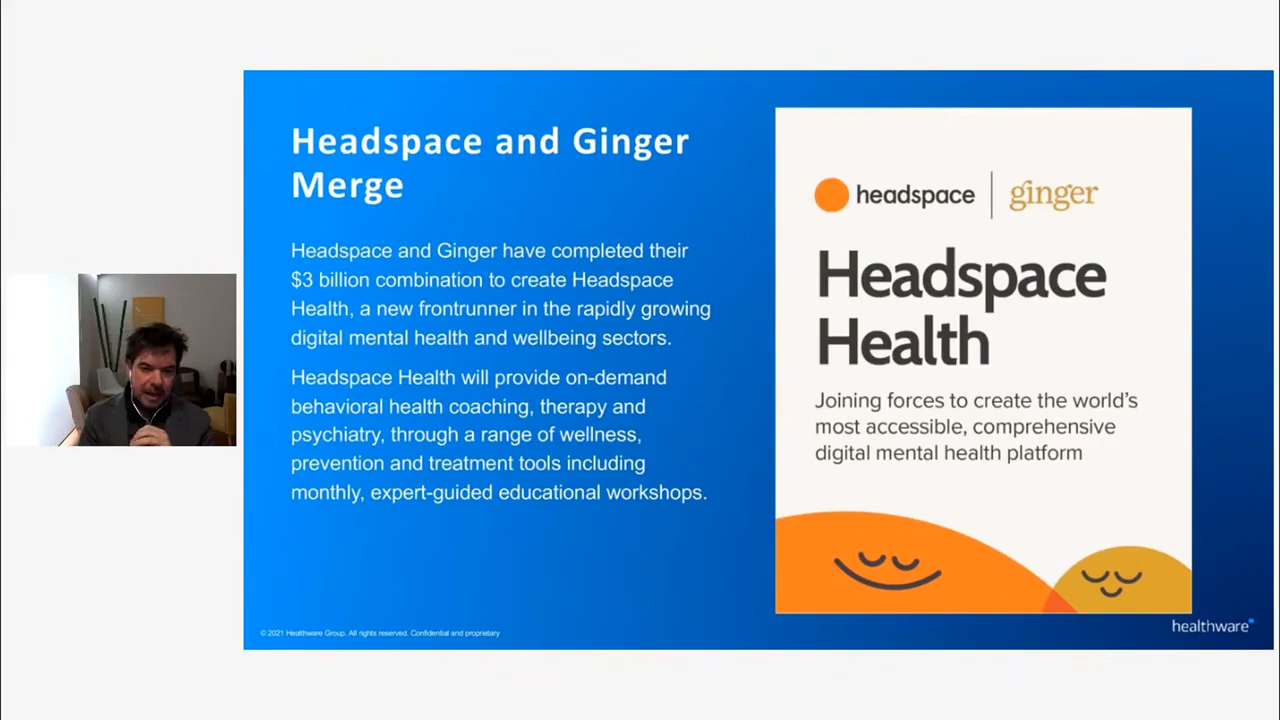 Headspace and Ginger
Merge
Headspace and Ginger have completed their
$3 billion combination to create Headspace
Health, a new frontrunner in the rapidly growing
digital mental health and wellbeing sectors.
Headspace Health will provide on-demand
behavioral health coaching, therapy and
psychiatry, through a range of wellness,
prevention and treatment tools including
monthly, expert-guided educational workshops.
headspace | ginger
Headspace
Health
Joining forces to create the world's
most accessible, comprehensive
digital mental health platform
© 2021 Healthware Group. All rights reserved. Confidential and proprietary
healthware